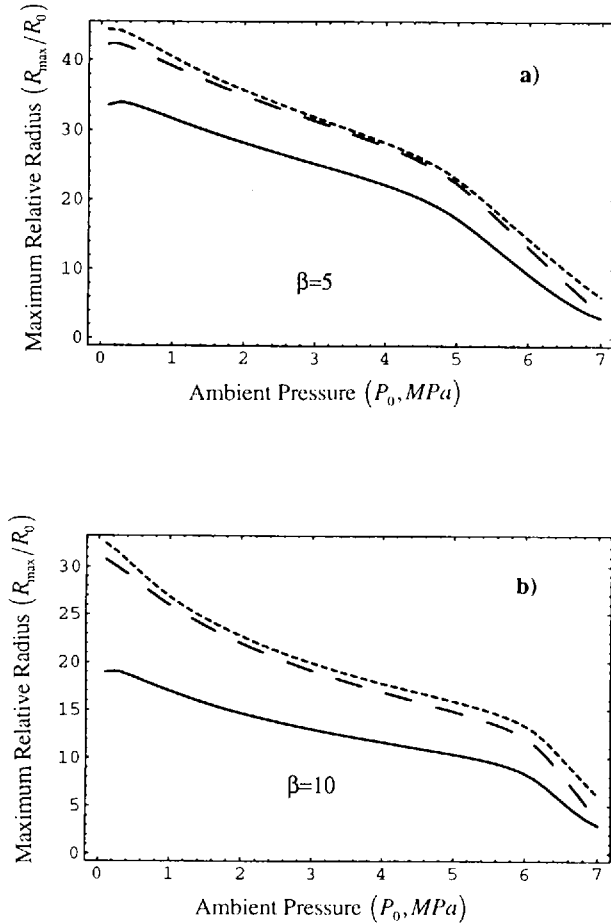 Maximum Relative Radius (R_max/R_0)
40
30
20
10
0
a)
β=5
0 1 2 3 4 5 6 7
Ambient Pressure (P_0, MPa)
Maximum Relative Radius (R_max/R_0)
30
25
20
15
10
5
0
b)
β=10
0 1 2 3 4 5 6 7
Ambient Pressure (P_0, MPa)